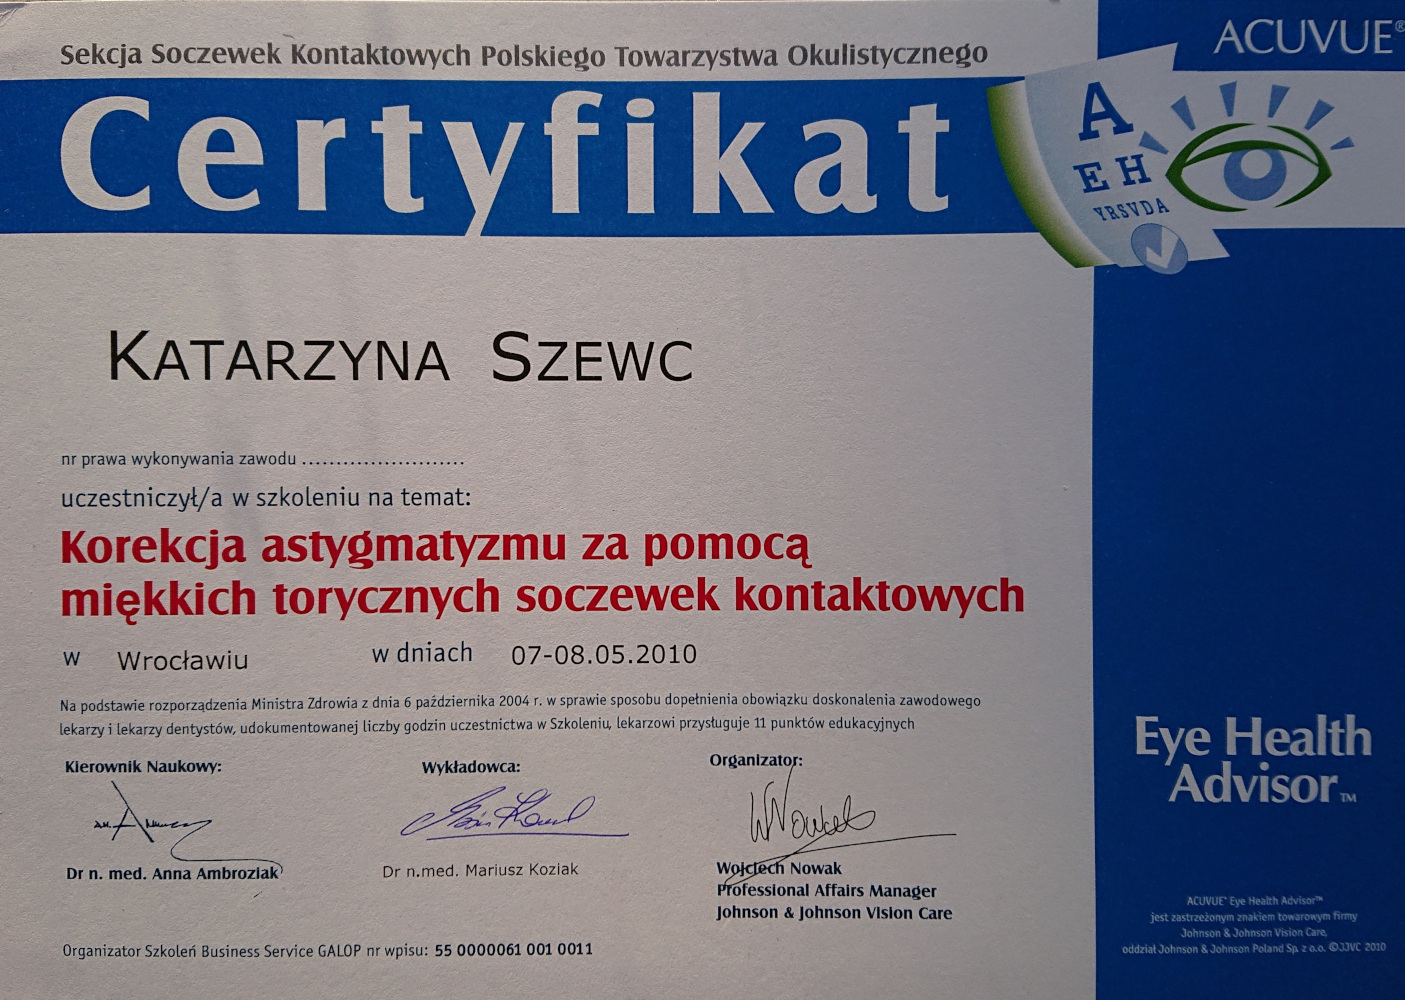 Sekcja Soczewek Kontaktowych Polskiego Towarzystwa Okulistycznego
ACUVUE®
Certyfikat
A
E H
YRSVDA
KATARZYNA SZEWC
nr prawa wykonywania zawodu ........................
uczestniczył/a w szkoleniu na temat:
Korekcja astygmatyzmu za pomocą
miękkich torycznych soczewek kontaktowych
w Wrocławiu w dniach 07-08.05.2010
Na podstawie rozporządzenia Ministra Zdrowia z dnia 6 października 2004 r. w sprawie sposobu dopełnienia obowiązku doskonalenia zawodowego
lekarzy i lekarzy dentystów, udokumentowanej liczby godzin uczestnictwa w Szkoleniu, lekarzowi przysługuje 11 punktów edukacyjnych
Kierownik Naukowy: Wykładowca: Organizator:
Dr n. med. Anna Ambroziak Dr n.med. Mariusz Koziak Wojciech Nowak
Professional Affairs Manager
Johnson & Johnson Vision Care
Organizator Szkoleń Business Service GALOP nr wpisu: 55 0000061 001 0011
Eye Health
Advisor™
ACUVUE® Eye Health Advisor™
jest zastrzeżonym znakiem towarowym firmy
Johnson & Johnson Vision Care,
oddział Johnson & Johnson Poland Sp. z o.o. ©JJVC 2010